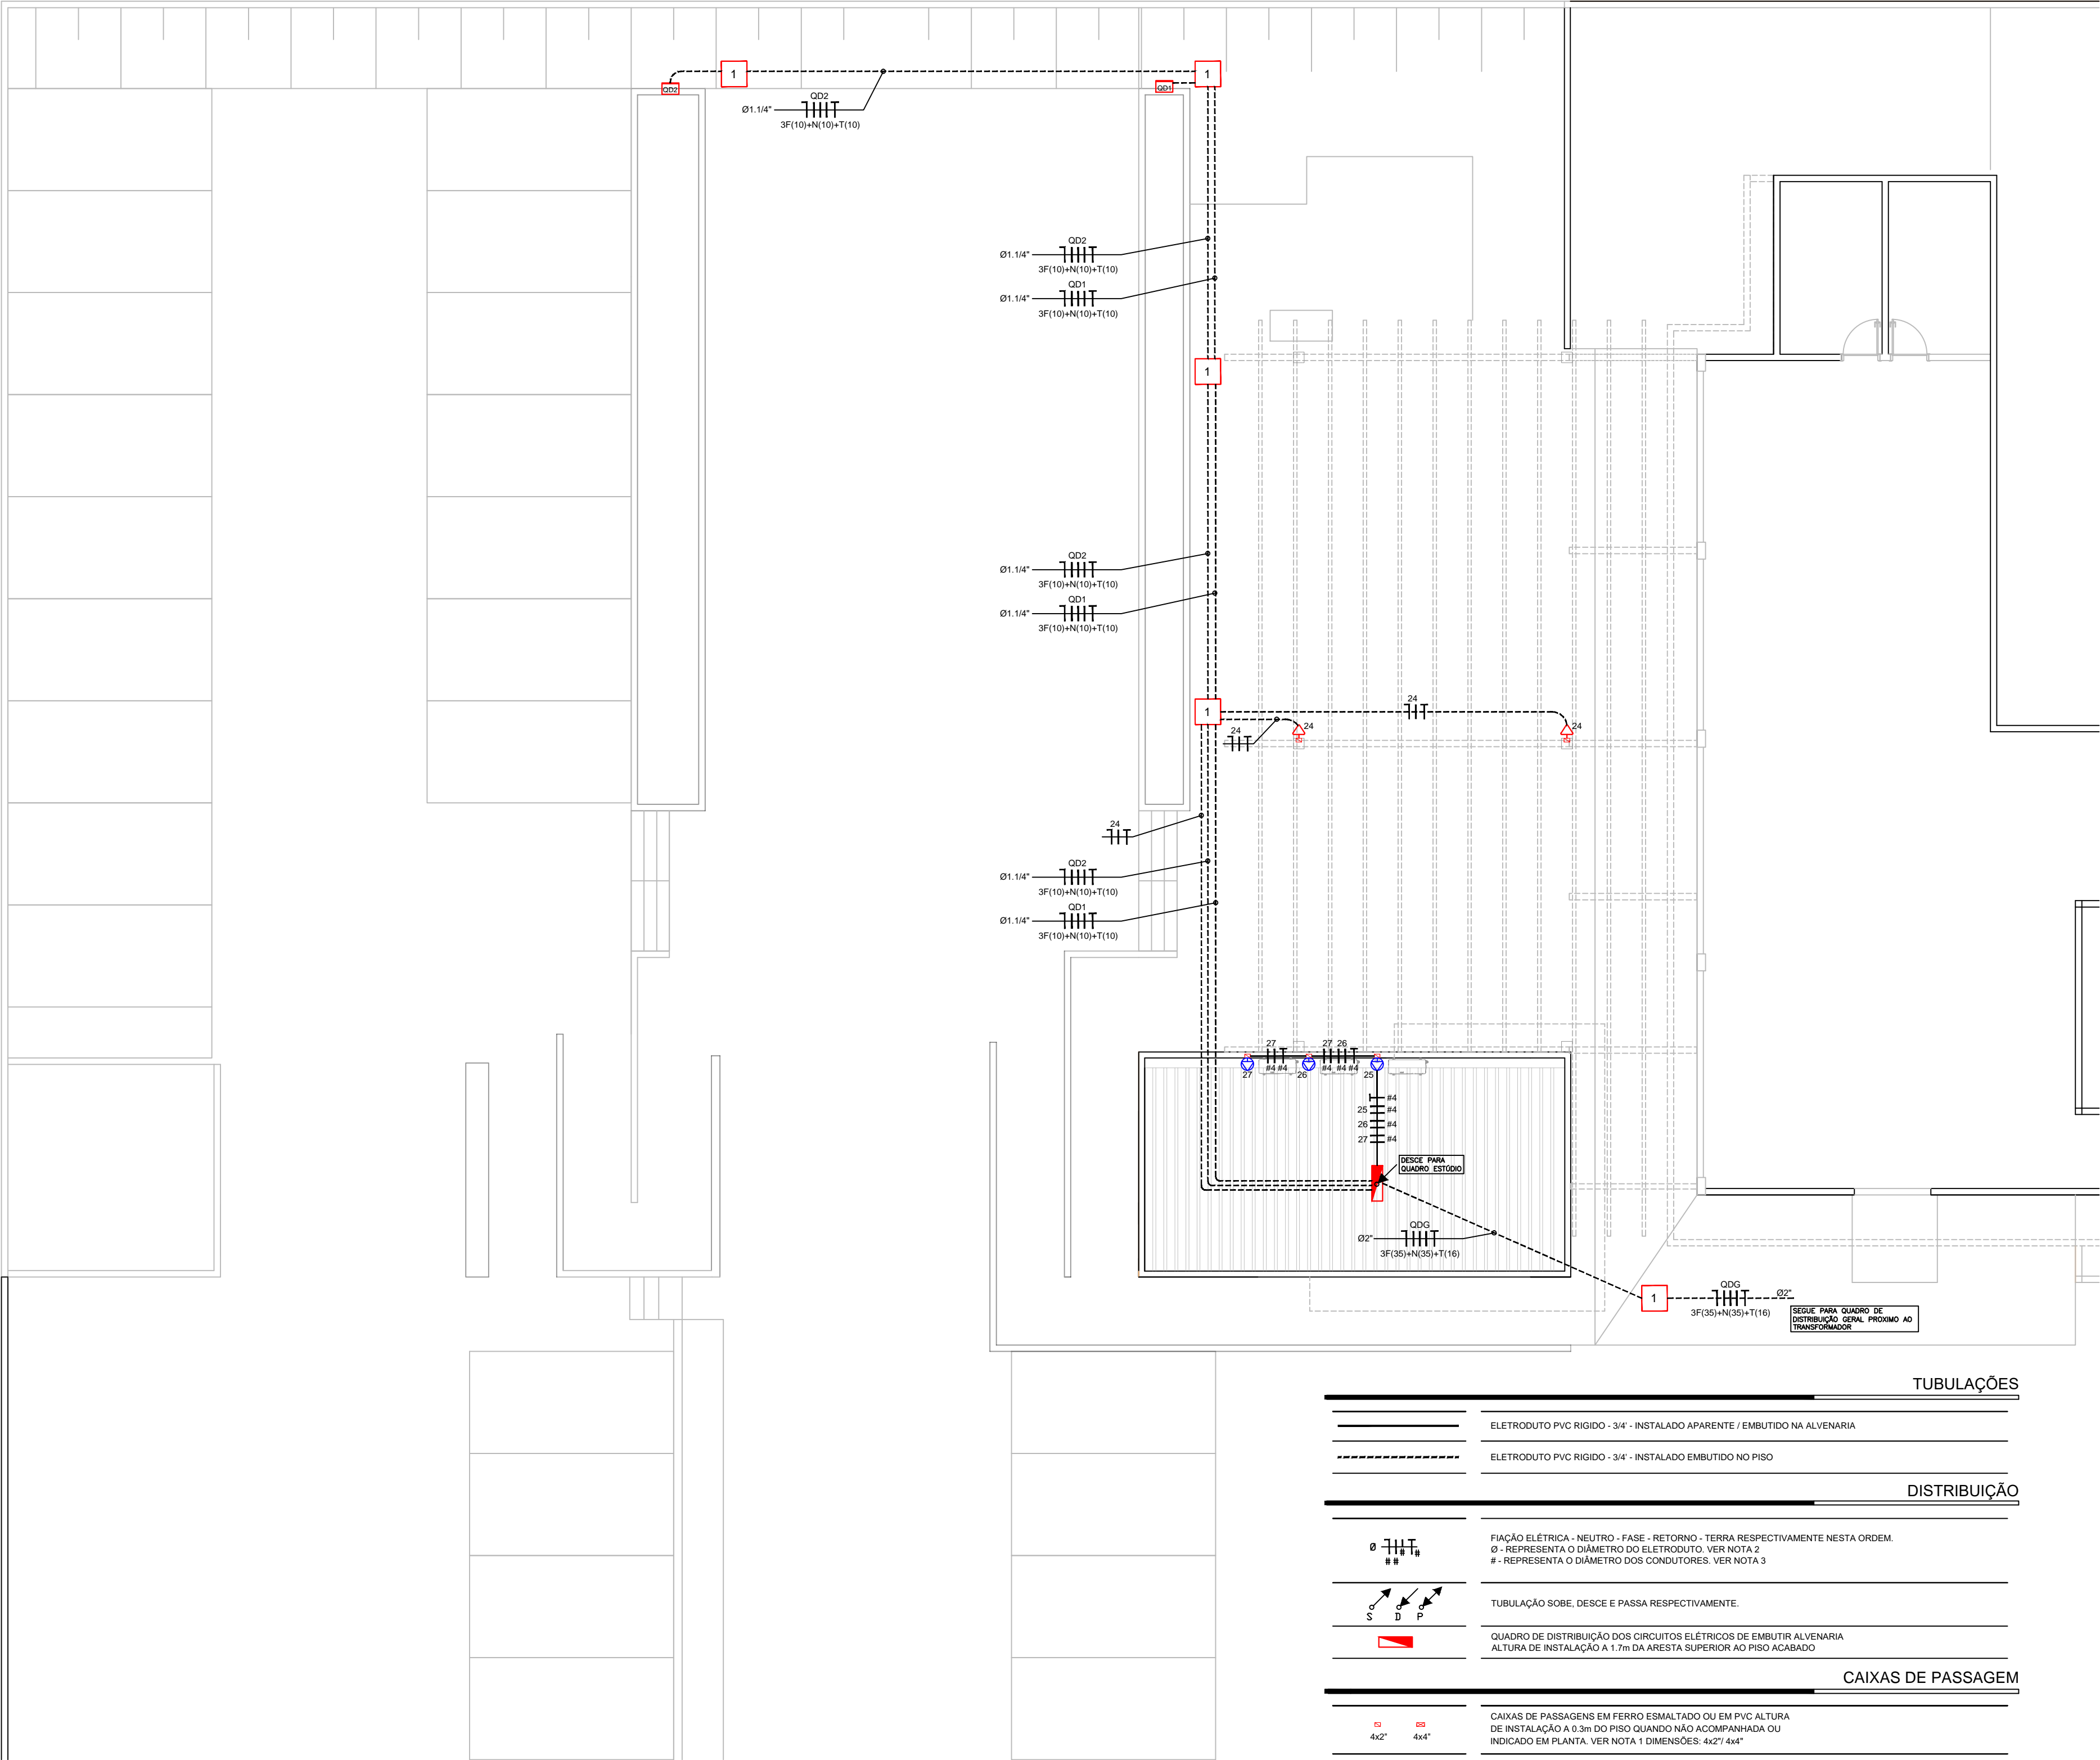 1
1
QD2
QD1
QD2
Ø1.1/4"
3F(10)+N(10)+T(10)
QD2
Ø1.1/4"
3F(10)+N(10)+T(10)
QD1
Ø1.1/4"
3F(10)+N(10)+T(10)
1
QD2
Ø1.1/4"
3F(10)+N(10)+T(10)
QD1
Ø1.1/4"
3F(10)+N(10)+T(10)
24
1
24
24
24
24
QD2
Ø1.1/4"
3F(10)+N(10)+T(10)
QD1
Ø1.1/4"
3F(10)+N(10)+T(10)
27
27 26
#4 #4
#4 #4 #4
27
26
25
#4
25 #4
26 #4
27 #4
DESCE PARA
QUADRO ESTÚDIO
QDG
Ø2"
3F(35)+N(35)+T(16)
1
QDG
Ø2"
3F(35)+N(35)+T(16)
SEGUE PARA QUADRO DE
DISTRIBUIÇÃO GERAL PROXIMO AO
TRANSFORMADOR
TUBULAÇÕES
ELETRODUTO PVC RIGIDO - 3/4' - INSTALADO APARENTE / EMBUTIDO NA ALVENARIA
ELETRODUTO PVC RIGIDO - 3/4' - INSTALADO EMBUTIDO NO PISO
DISTRIBUIÇÃO
Ø # #
# #
FIAÇÃO ELÉTRICA - NEUTRO - FASE - RETORNO - TERRA RESPECTIVAMENTE NESTA ORDEM.
Ø - REPRESENTA O DIÂMETRO DO ELETRODUTO. VER NOTA 2
# - REPRESENTA O DIÂMETRO DOS CONDUTORES. VER NOTA 3
S D P
TUBULAÇÃO SOBE, DESCE E PASSA RESPECTIVAMENTE.
QUADRO DE DISTRIBUIÇÃO DOS CIRCUITOS ELÉTRICOS DE EMBUTIR ALVENARIA
ALTURA DE INSTALAÇÃO A 1.7m DA ARESTA SUPERIOR AO PISO ACABADO
CAIXAS DE PASSAGEM
4x2" 4x4"
CAIXAS DE PASSAGENS EM FERRO ESMALTADO OU EM PVC ALTURA
DE INSTALAÇÃO A 0.3m DO PISO QUANDO NÃO ACOMPANHADA OU
INDICADO EM PLANTA. VER NOTA 1 DIMENSÕES: 4x2"/ 4x4"